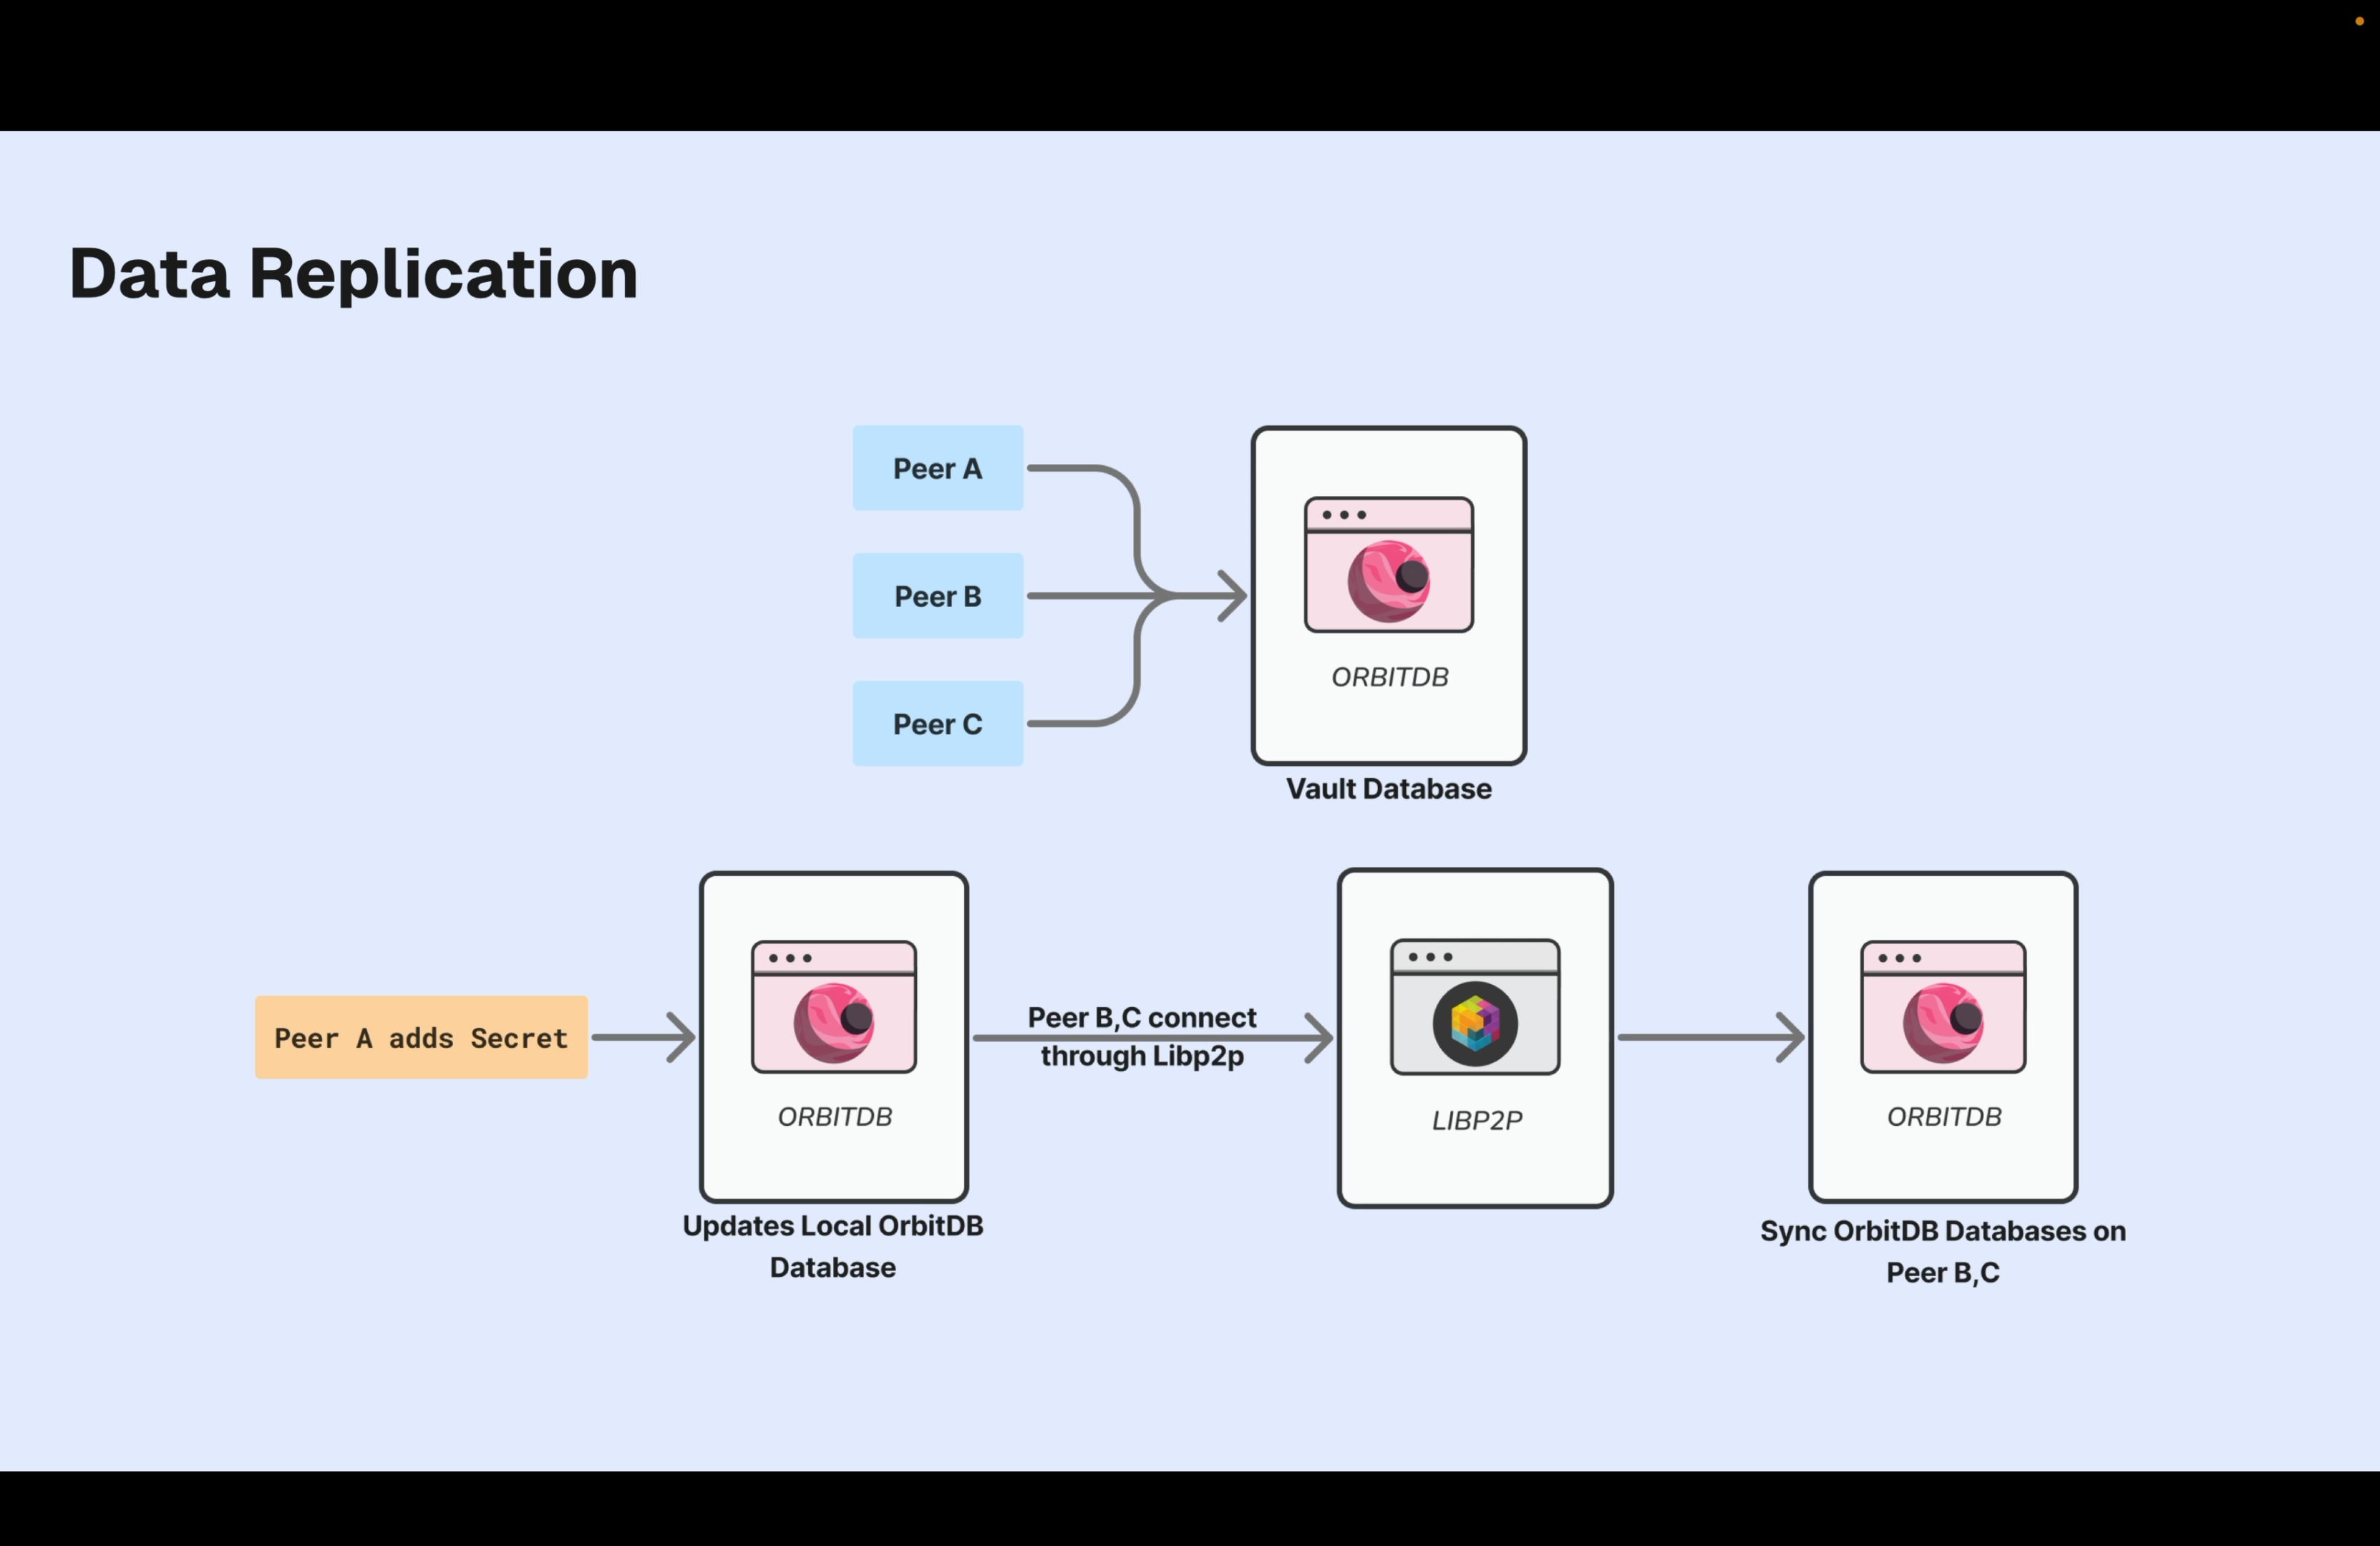 Data Replication
Peer A
Peer B
Peer C
ORBITDB
Vault Database
Peer A adds Secret
ORBITDB
Updates Local OrbitDB
Database
Peer B,C connect
through Libp2p
LIBP2P
ORBITDB
Sync OrbitDB Databases on
Peer B,C